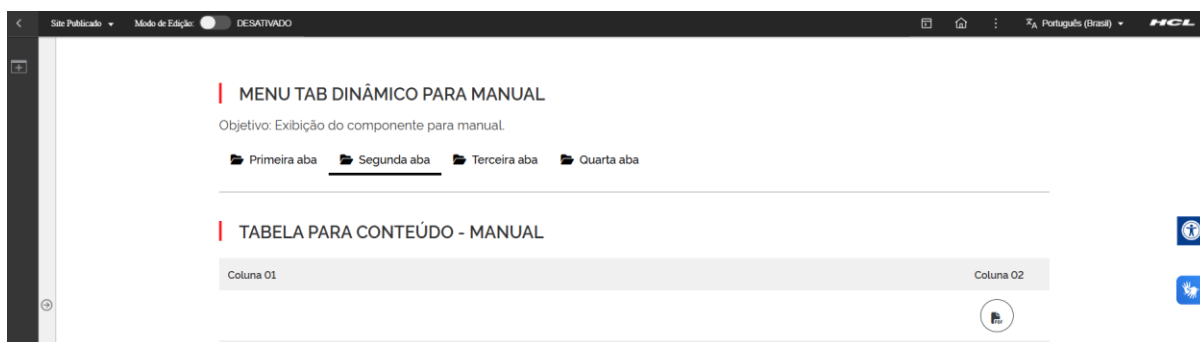 Site Publicado Modo de Edição: DESATIVADO Português (Brasil) HCL
MENU TAB DINÂMICO PARA MANUAL
Objetivo: Exibição do componente para manual.
Primeira aba Segunda aba Terceira aba Quarta aba
TABELA PARA CONTEÚDO - MANUAL
Coluna 01 Coluna 02
PDF